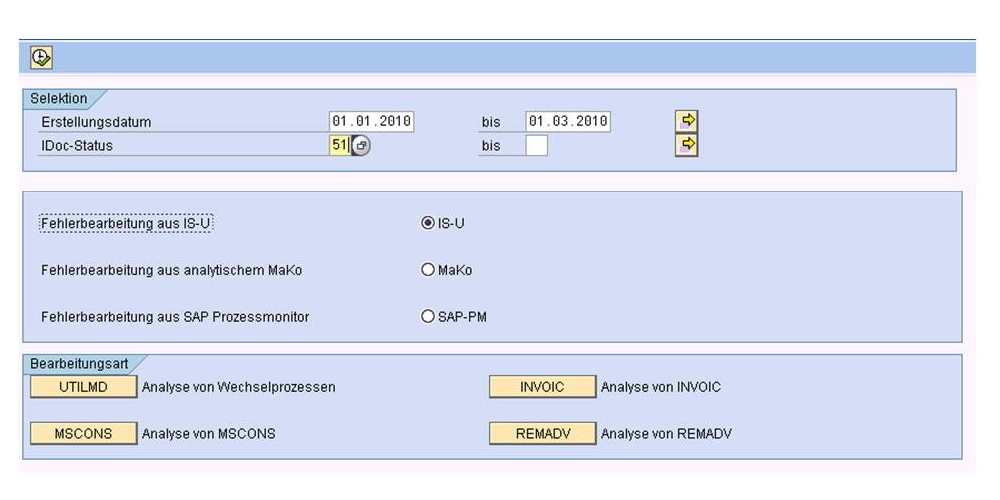 Selektion
Erstellungsdatum 01.01.2010 bis 01.03.2010
IDoc-Status 51 bis
Fehlerbearbeitung aus IS-U IS-U
Fehlerbearbeitung aus analytischem MaKo MaKo
Fehlerbearbeitung aus SAP Prozessmonitor SAP-PM
Bearbeitungsart
UTILMD Analyse von Wechselprozessen INVOIC Analyse von INVOIC
MSCONS Analyse von MSCONS REMADV Analyse von REMADV